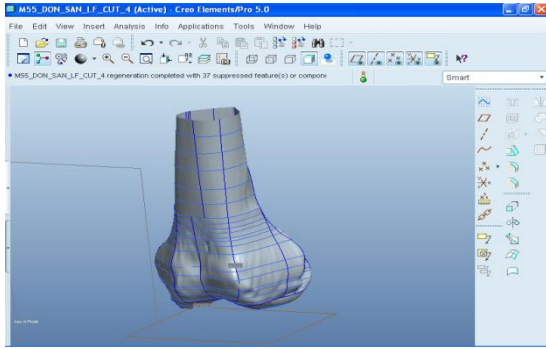 M55_DON_SAN_LF_CUT_4 (Active) - Creo Elements/Pro 5.0
File Edit View Insert Analysis Info Applications Tools Window Help
• M55_DON_SAN_LF_CUT_4 regeneration completed with 37 suppressed feature(s) or compon
Smart